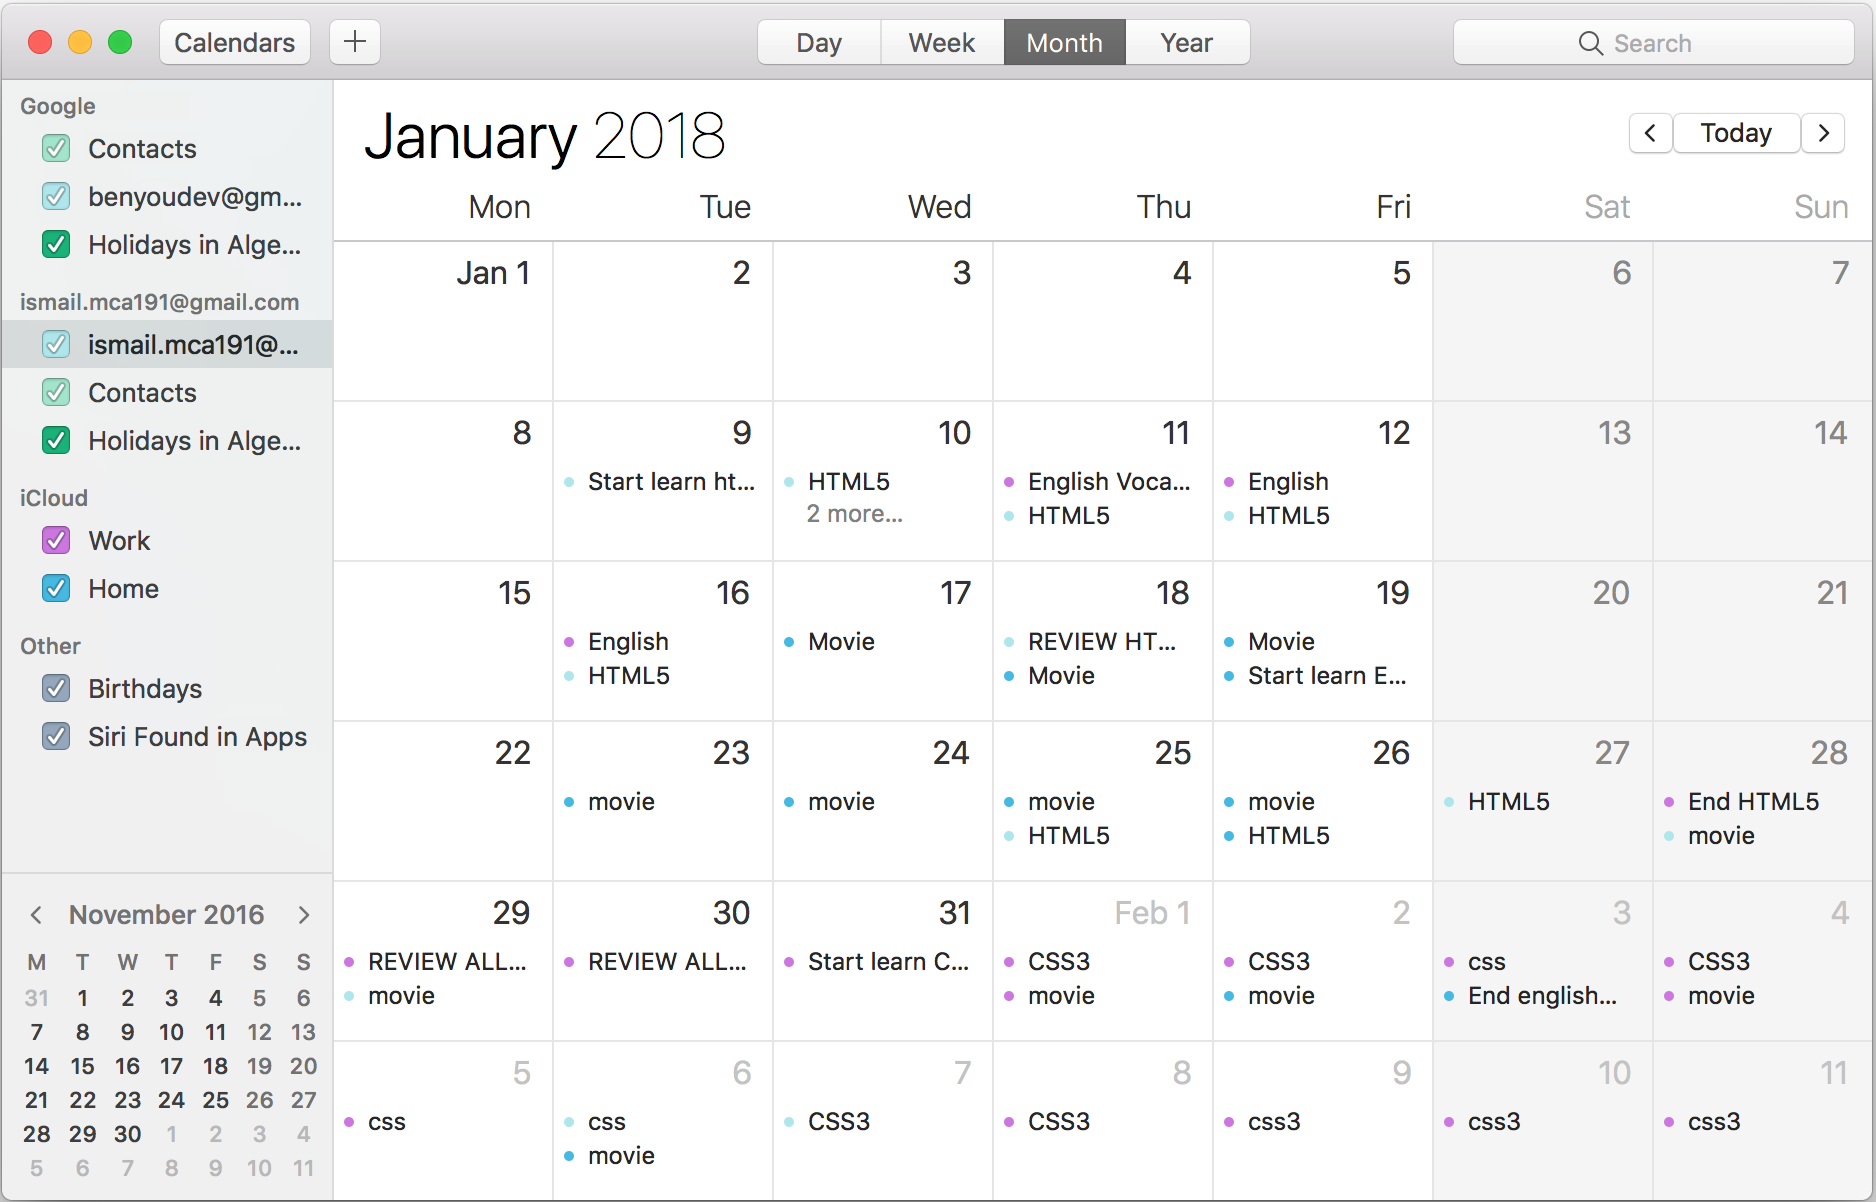 Calendars
+
Day Week Month Year
Search
Google
Contacts
benyoudev@gm...
Holidays in Alge...
ismail.mca191@gmail.com
ismail.mca191@...
Contacts
Holidays in Alge...
iCloud
Work
Home
Other
Birthdays
Siri Found in Apps
November 2016
M T W T F S S
31 1 2 3 4 5 6
7 8 9 10 11 12 13
14 15 16 17 18 19 20
21 22 23 24 25 26 27
28 29 30 1 2 3 4
5 6 7 8 9 10 11
January 2018
Today
Mon Tue Wed Thu Fri Sat Sun
Jan 1 2 3 4 5 6 7
8 9 10 11 12 13 14
Start learn ht... HTML5 English Voca... English
2 more... HTML5 HTML5
15 16 17 18 19 20 21
English Movie REVIEW HT... Movie
HTML5 Movie Start learn E...
22 23 24 25 26 27 28
movie movie movie movie HTML5 End HTML5
HTML5 HTML5 movie
29 30 31 Feb 1 2 3 4
REVIEW ALL... REVIEW ALL... Start learn C... CSS3 CSS3 css CSS3
movie movie movie End english... movie
5 6 7 8 9 10 11
css css CSS3 CSS3 css3 css3 css3
movie